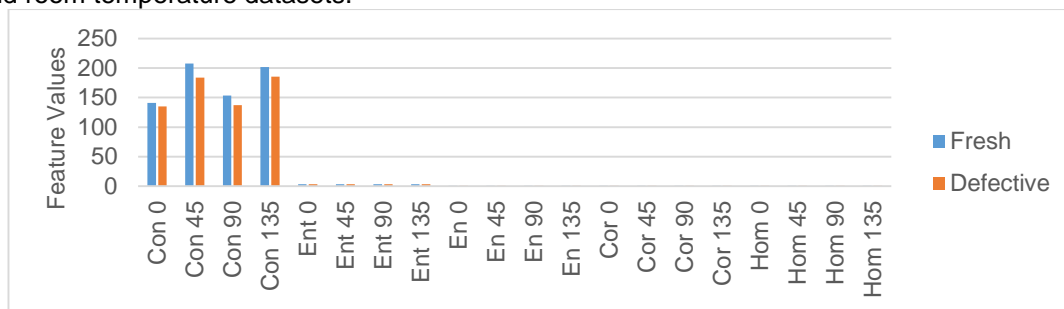 room temperature datasets.
250
200
150
100
50
0
Feature Values
Con 0
Con 45
Con 90
Con 135
Ent 0
Ent 45
Ent 90
Ent 135
En 0
En 45
En 90
En 135
Cor 0
Cor 45
Cor 90
Cor 135
Hom 0
Hom 45
Hom 90
Hom 135
Fresh
Defective